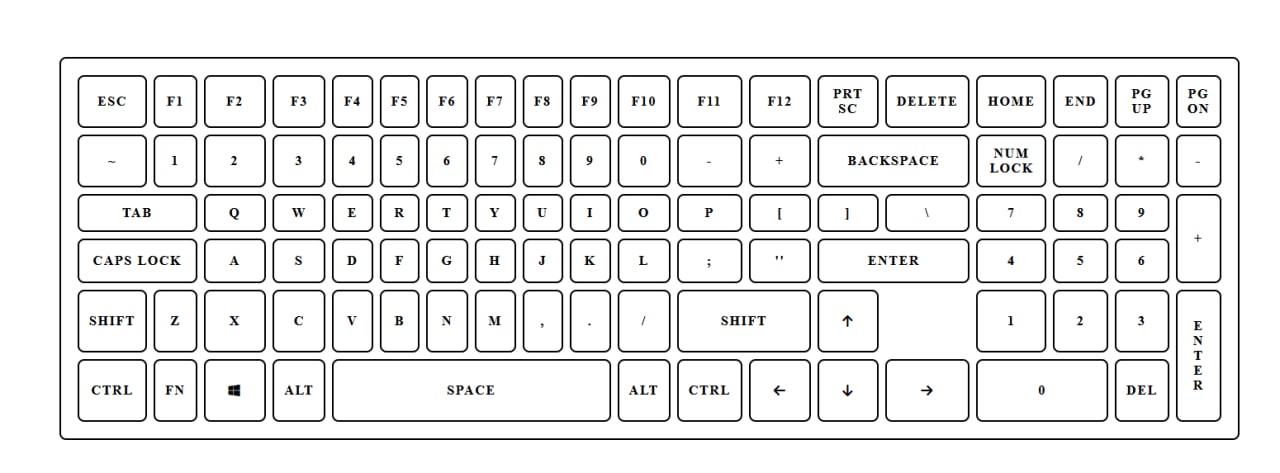 ESC F1 F2 F3 F4 F5 F6 F7 F8 F9 F10 F11 F12 PRT SC DELETE HOME END PG UP PG ON
~ 1 2 3 4 5 6 7 8 9 0 - + BACKSPACE NUM LOCK / * -
TAB Q W E R T Y U I O P [ ] \ 7 8 9 +
CAPS LOCK A S D F G H J K L ; '' ENTER 4 5 6
SHIFT Z X C V B N M , . / SHIFT ↑ 1 2 3 ENTER
CTRL FN ALT SPACE ALT CTRL ← ↓ → 0 DEL